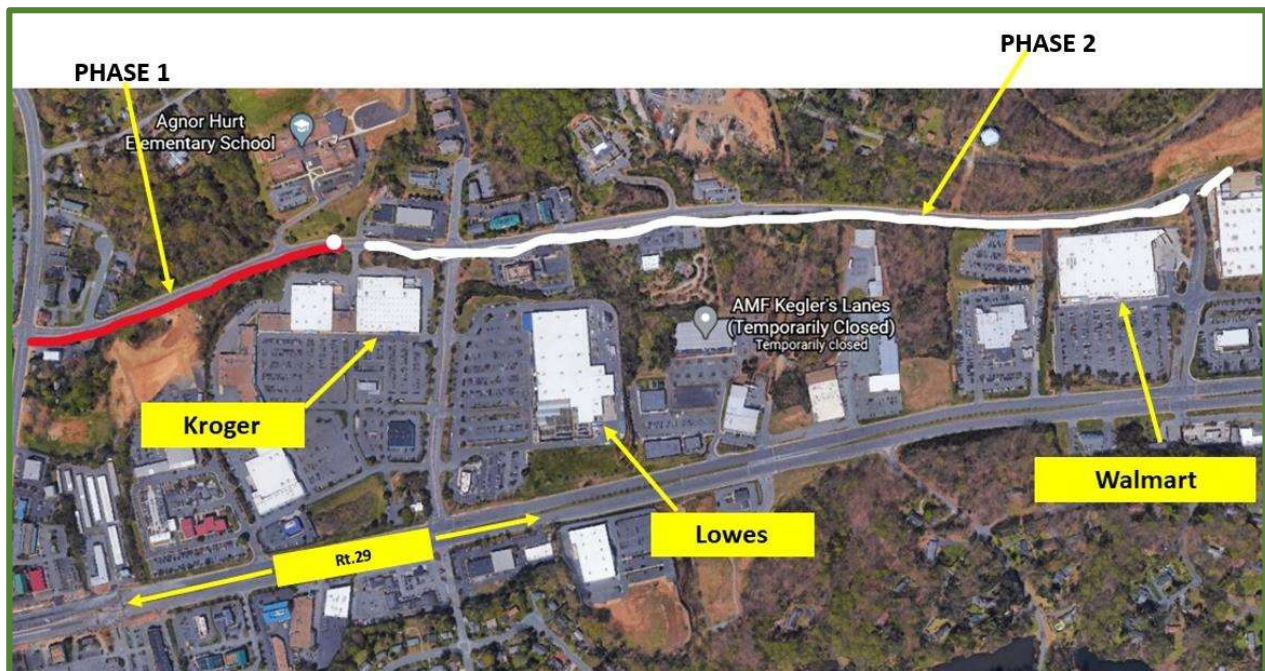 PHASE 1
PHASE 2
Agnor Hurt
Elementary School
AMF Kegler's Lanes
(Temporarily Closed)
Temporarily closed
Kroger
Walmart
Lowes
Rt.29